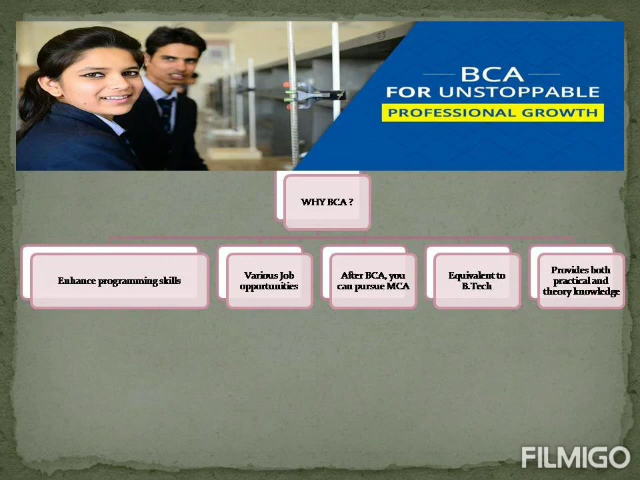 BCA
FOR UNSTOPPABLE
PROFESSIONAL GROWTH
WHY BCA ?
Enhance programming skills
Various Job
opportunities
After BCA, you
can pursue MCA
Equivalent to
B.Tech
Provides both
practical and
theory knowledge
FILMIGO